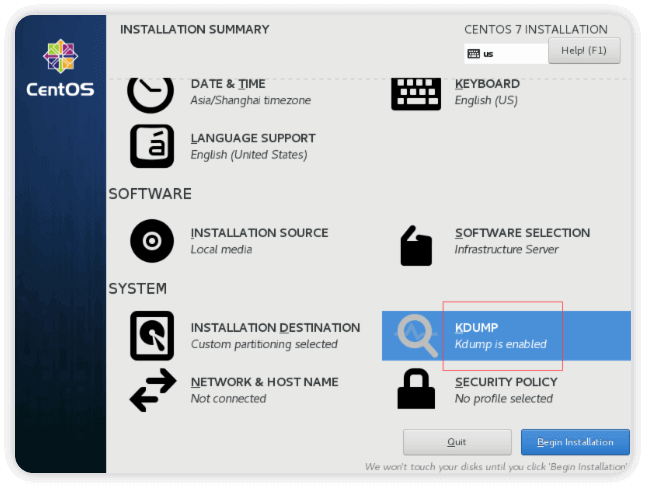 INSTALLATION SUMMARY
CENTOS 7 INSTALLATION
us
Help! (F1)
CentOS
DATE & TIME
Asia/Shanghai timezone
KEYBOARD
English (US)
LANGUAGE SUPPORT
English (United States)
SOFTWARE
INSTALLATION SOURCE
Local media
SOFTWARE SELECTION
Infrastructure Server
SYSTEM
INSTALLATION DESTINATION
Custom partitioning selected
KDUMP
Kdump is enabled
NETWORK & HOST NAME
Not connected
SECURITY POLICY
No profile selected
Quit
Begin Installation
We won't touch your disks until you click 'Begin Installation'